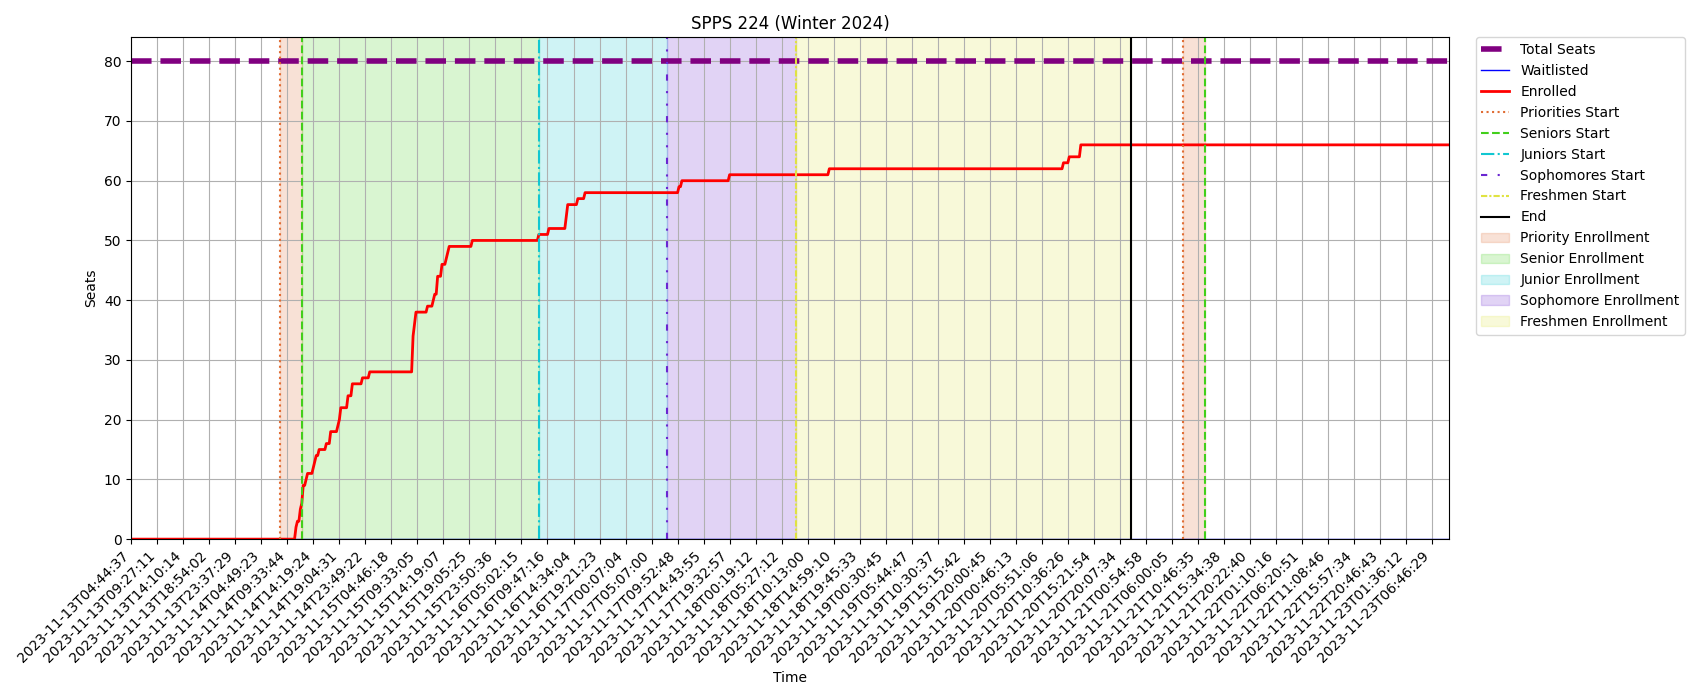 SPPS 224 (Winter 2024)
Seats
80
70
60
50
40
30
20
10
0
2023-11-13T04:44:37
2023-11-13T09:27:11
2023-11-13T14:10:14
2023-11-13T18:54:02
2023-11-13T23:37:29
2023-11-14T04:49:23
2023-11-14T09:33:44
2023-11-14T14:19:24
2023-11-14T19:04:31
2023-11-14T23:49:22
2023-11-15T04:46:18
2023-11-15T09:33:05
2023-11-15T14:19:07
2023-11-15T19:05:25
2023-11-15T23:50:36
2023-11-16T05:02:15
2023-11-16T09:47:16
2023-11-16T14:34:04
2023-11-16T19:21:23
2023-11-17T00:07:04
2023-11-17T05:07:00
2023-11-17T09:52:48
2023-11-17T14:43:55
2023-11-17T19:32:57
2023-11-18T00:19:12
2023-11-18T05:27:12
2023-11-18T10:13:00
2023-11-18T14:59:10
2023-11-18T19:45:33
2023-11-19T00:30:45
2023-11-19T05:44:47
2023-11-19T10:30:37
2023-11-19T15:15:42
2023-11-19T20:00:45
2023-11-20T00:46:13
2023-11-20T05:51:06
2023-11-20T10:36:26
2023-11-20T15:21:54
2023-11-20T20:07:34
2023-11-21T00:54:58
2023-11-21T06:00:05
2023-11-21T10:46:35
2023-11-21T15:34:38
2023-11-21T20:22:40
2023-11-22T01:10:16
2023-11-22T06:20:51
2023-11-22T11:08:46
2023-11-22T15:57:34
2023-11-22T20:46:43
2023-11-23T01:36:12
2023-11-23T06:46:29
Time
Total Seats
Waitlisted
Enrolled
Priorities Start
Seniors Start
Juniors Start
Sophomores Start
Freshmen Start
End
Priority Enrollment
Senior Enrollment
Junior Enrollment
Sophomore Enrollment
Freshmen Enrollment